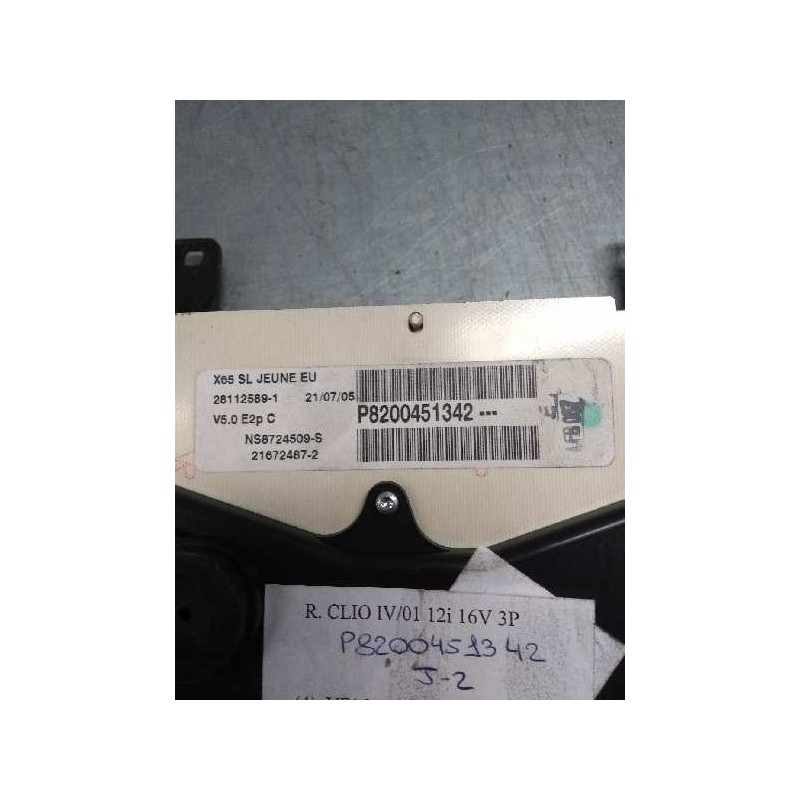 X65 SL JEUNE EU
28112589-1 21/07/05
V5.0 E2p C
P8200451342---
NS8724509-S
21672487-2
R. CLIO IV/01 12i 16V 3P
P8200451342
J-2